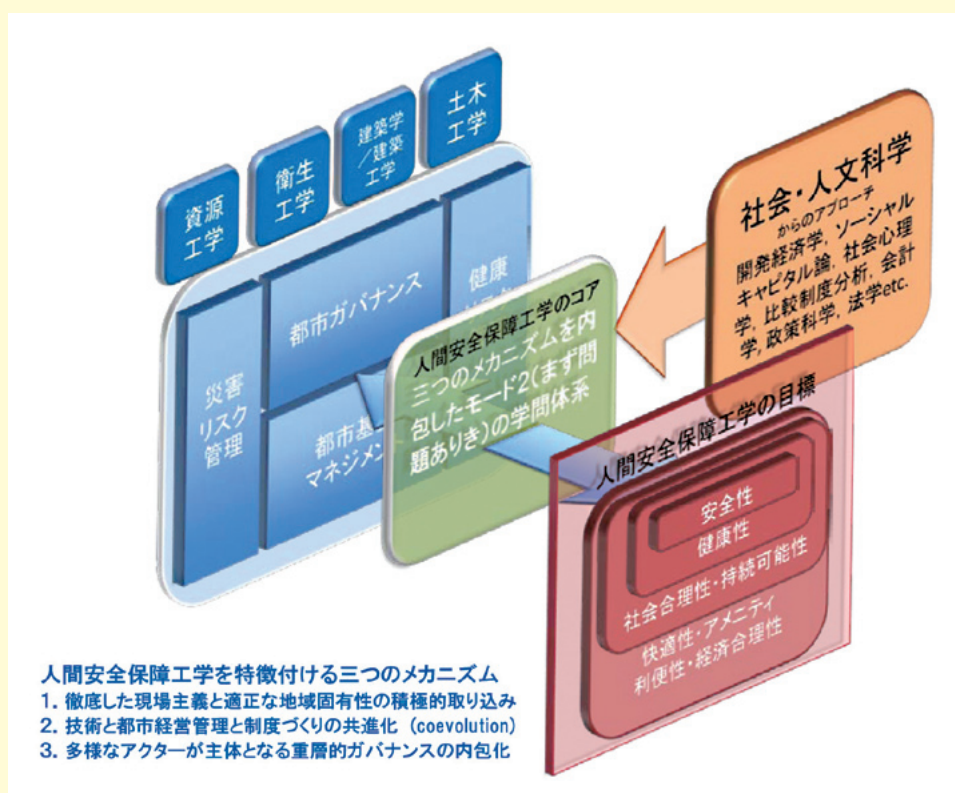 資源
工学
衛生
工学
建築学
/建築
工学
土木
工学
災害
リスク
管理
都市ガバナンス
健康
都市基
マネジメン
人間安全保障工学のコア
三つのメカニズムを内
包したモード2(まず問
題ありき)の学問体系
社会・人文科学
からのアプローチ
開発経済学, ソーシャル
キャピタル論, 社会心理
学, 比較制度分析, 会計
学, 政策科学, 法学etc.
人間安全保障工学の目標
安全性
健康性
社会合理性・持続可能性
快適性・アメニティ
利便性・経済合理性
人間安全保障工学を特徴付ける三つのメカニズム
1. 徹底した現場主義と適正な地域固有性の積極的取り込み
2. 技術と都市経営管理と制度づくりの共進化 (coevolution)
3. 多様なアクターが主体となる重層的ガバナンスの内包化